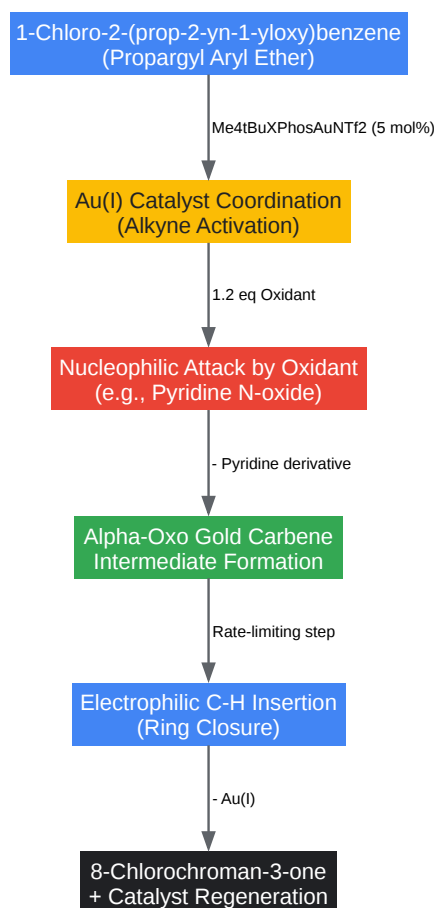 1-Chloro-2-(prop-2-yn-1-yloxy)benzene
(Propargyl Aryl Ether)
Me4tBuXPhosAuNTf2 (5 mol%)
Au(I) Catalyst Coordination
(Alkyne Activation)
1.2 eq Oxidant
Nucleophilic Attack by Oxidant
(e.g., Pyridine N-oxide)
- Pyridine derivative
Alpha-Oxo Gold Carbene
Intermediate Formation
Rate-limiting step
Electrophilic C-H Insertion
(Ring Closure)
- Au(I)
8-Chlorochroman-3-one
+ Catalyst Regeneration